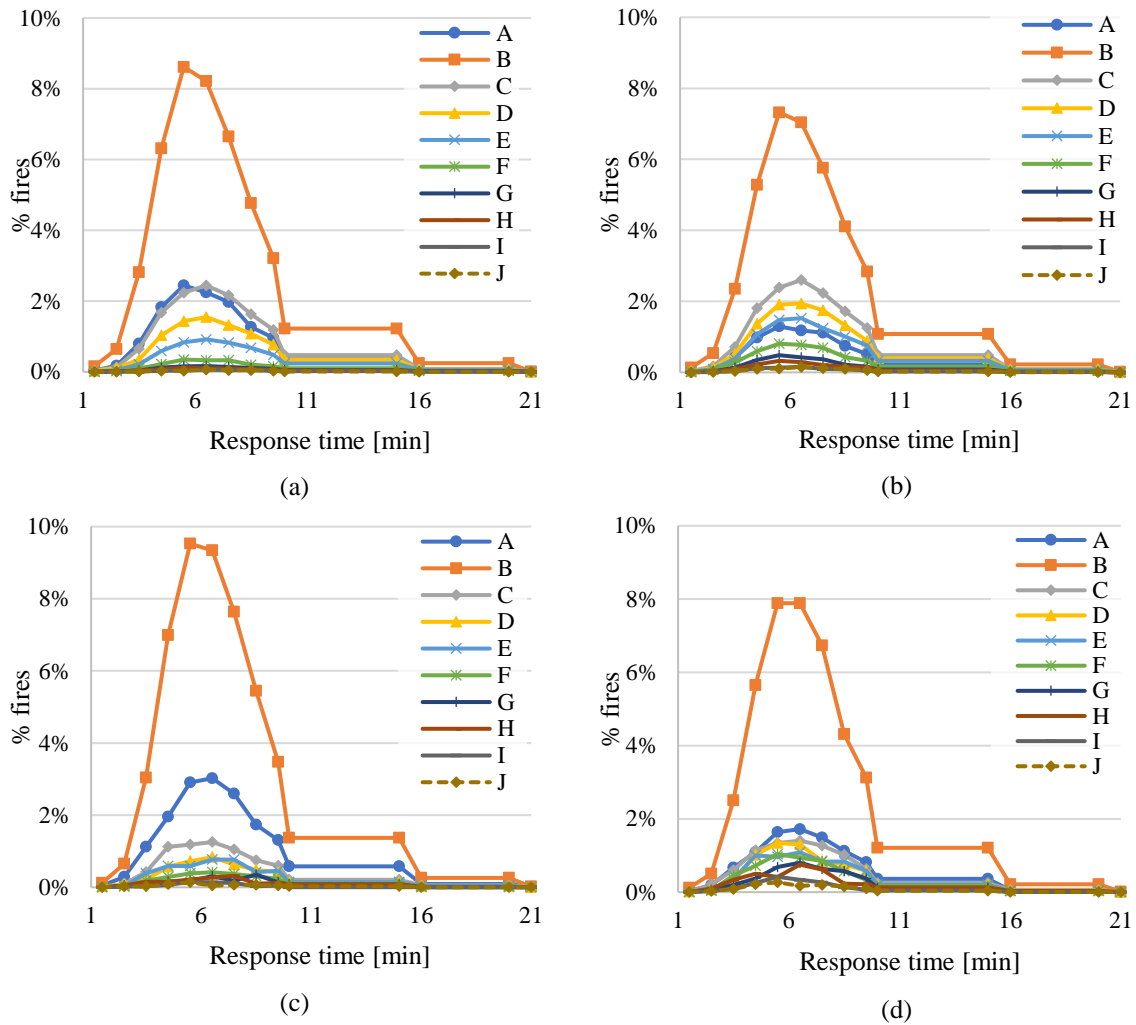 10%
8%
6%
4%
2%
0%
% fires
1
6
11
16
21
Response time [min]
A
B
C
D
E
F
G
H
I
J
(a)
10%
8%
6%
4%
2%
0%
% fires
1
6
11
16
21
Response time [min]
A
B
C
D
E
F
G
H
I
J
(b)
10%
8%
6%
4%
2%
0%
% fires
1
6
11
16
21
Response time [min]
A
B
C
D
E
F
G
H
I
J
(c)
10%
8%
6%
4%
2%
0%
% fires
1
6
11
16
21
Response time [min]
A
B
C
D
E
F
G
H
I
J
(d)